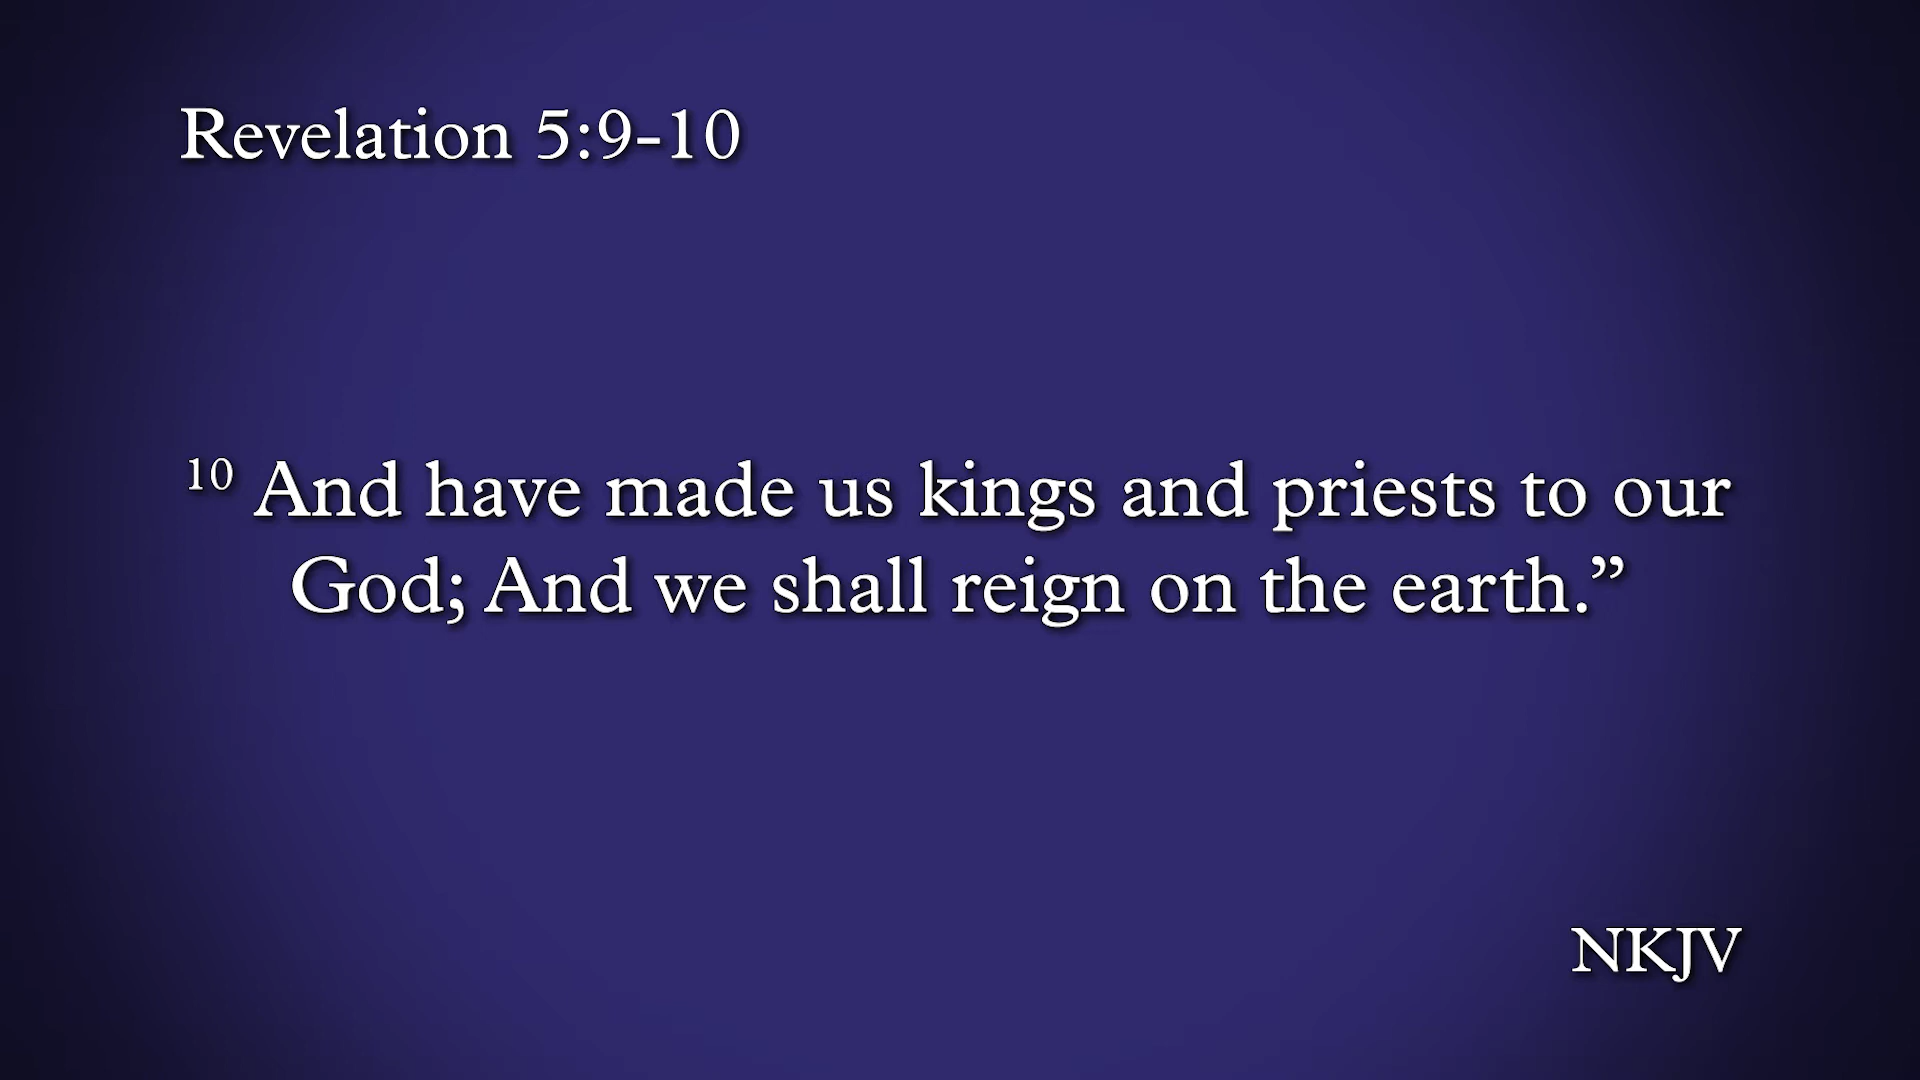 Revelation 5:9-10
10 And have made us kings and priests to our
God; And we shall reign on the earth.”
NKJV